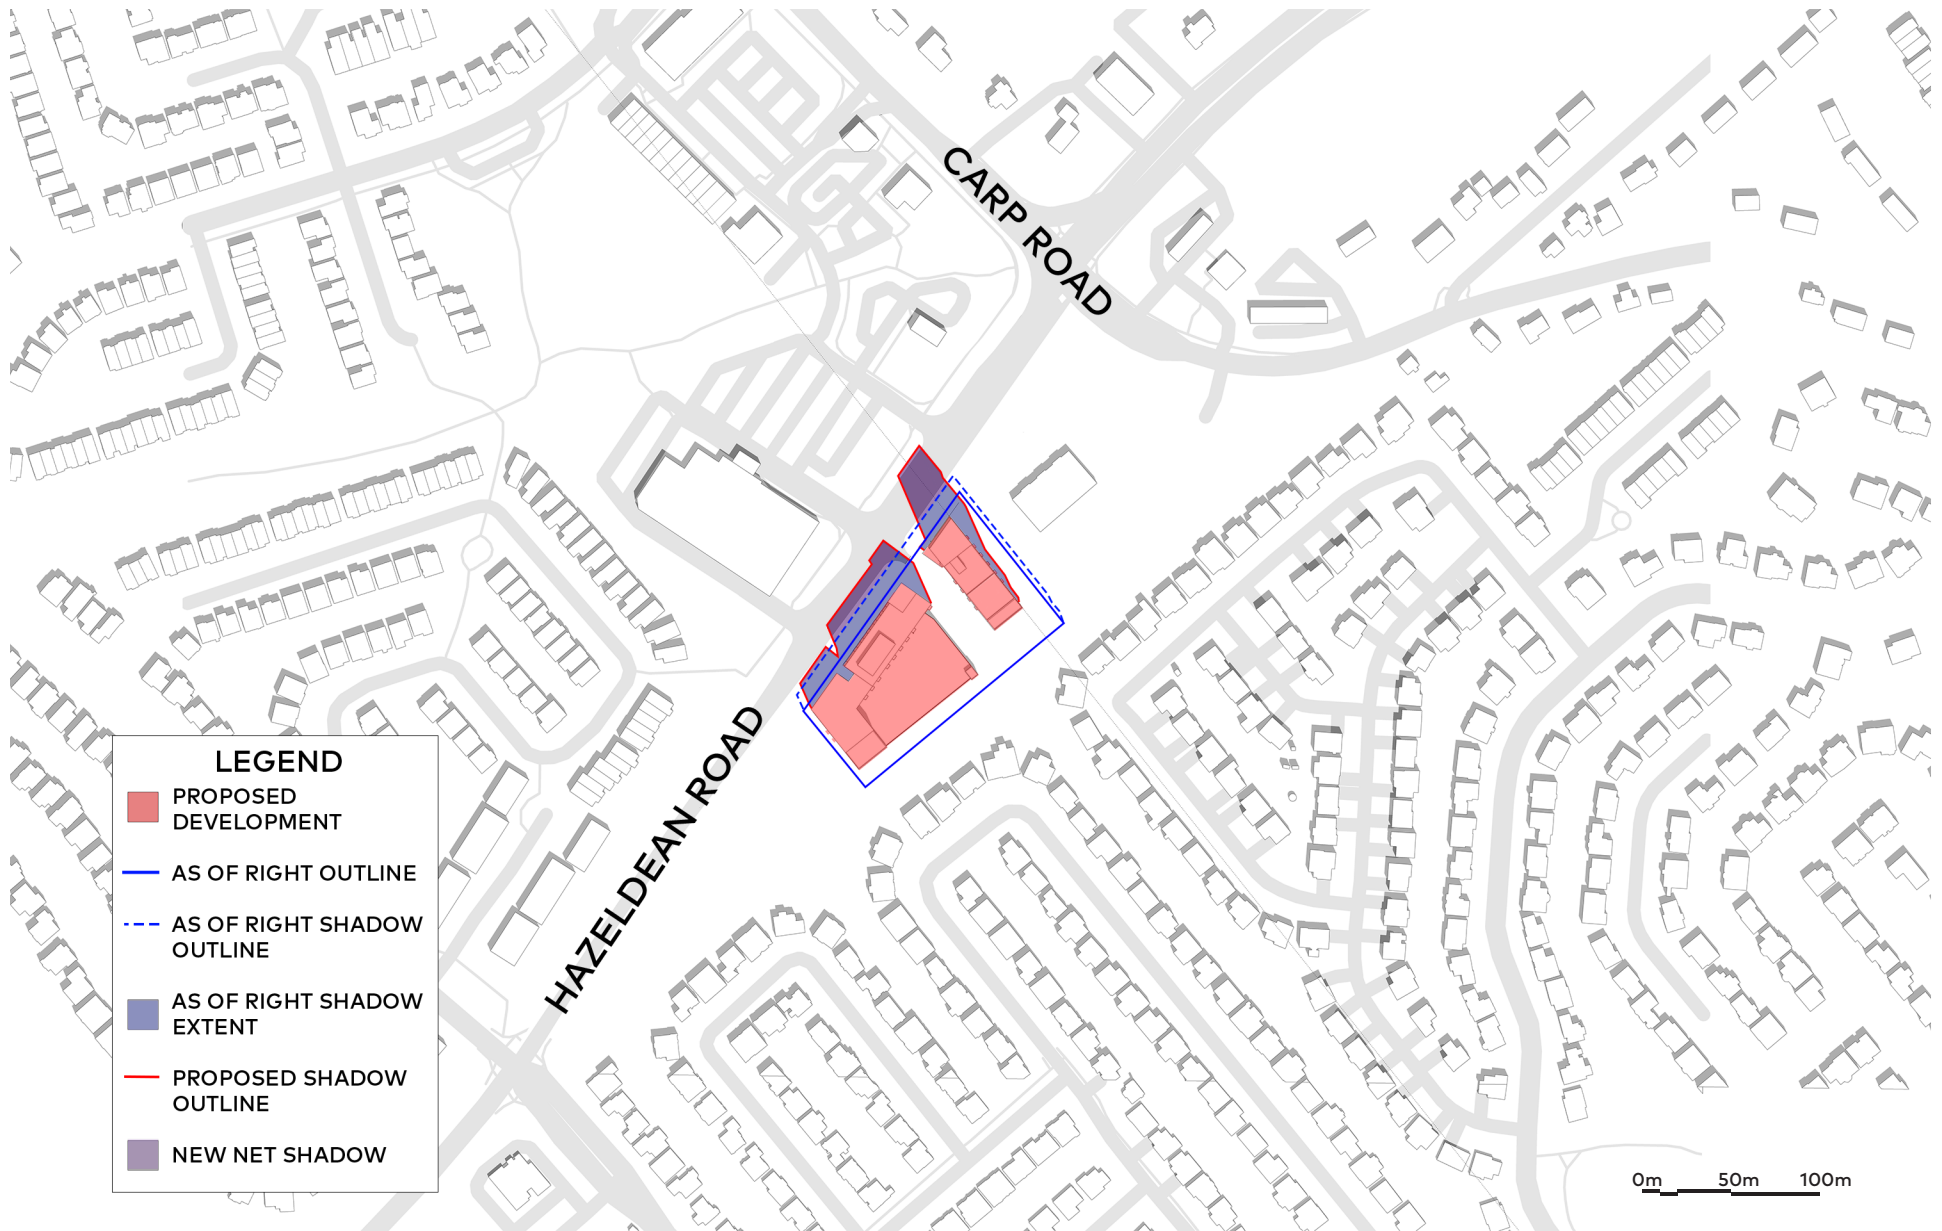 CARP ROAD
HAZELDEAN ROAD
LEGEND
PROPOSED
DEVELOPMENT
AS OF RIGHT OUTLINE
AS OF RIGHT SHADOW
OUTLINE
AS OF RIGHT SHADOW
EXTENT
PROPOSED SHADOW
OUTLINE
NEW NET SHADOW
0m 50m 100m